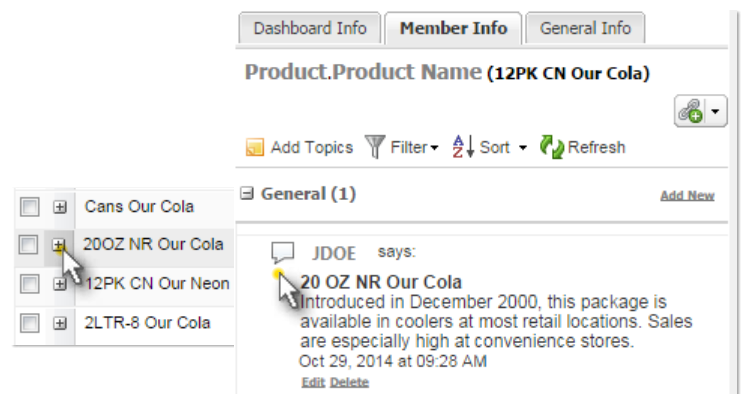 Dashboard Info Member Info General Info
Product.Product Name (12PK CN Our Cola)
Add Topics Filter Sort Refresh
General (1) Add New
Cans Our Cola
20OZ NR Our Cola
12PK CN Our Neon
2LTR-8 Our Cola
JDOE says:
20 OZ NR Our Cola
Introduced in December 2000, this package is
available in coolers at most retail locations. Sales
are especially high at convenience stores.
Oct 29, 2014 at 09:28 AM
Edit Delete